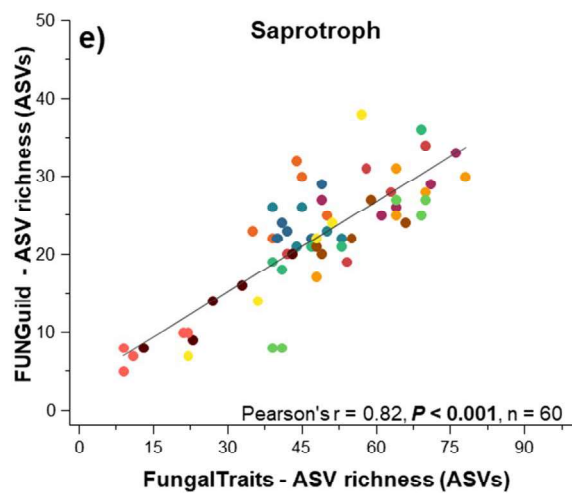 e)
Saprotroph
FUNGuild - ASV richness (ASVs)
50
40
30
20
10
0
Pearson's r = 0.82, P < 0.001, n = 60
0 15 30 45 60 75 90
FungalTraits - ASV richness (ASVs)